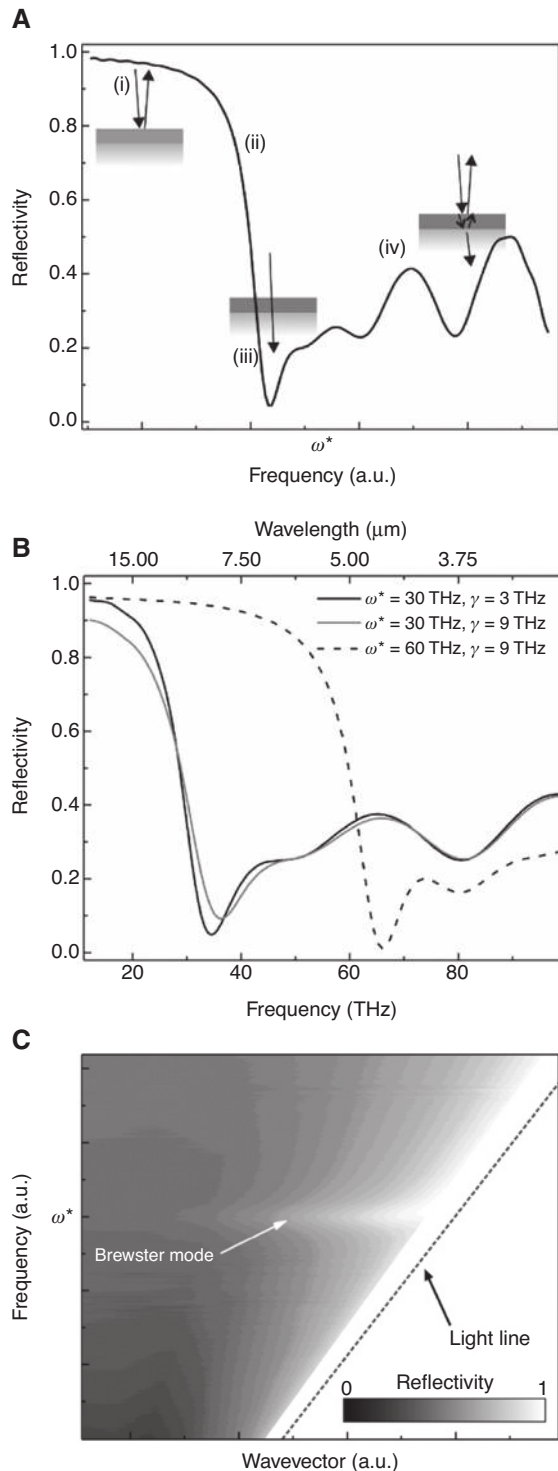 A
1.0
0.8
0.6
0.4
0.2
0.0
Reflectivity
(i)
(ii)
(iii)
(iv)
ω*
Frequency (a.u.)
B
Wavelength (μm)
15.00 7.50 5.00 3.75
1.0
0.8
0.6
0.4
0.2
0.0
Reflectivity
ω* = 30 THz, γ = 3 THz
ω* = 30 THz, γ = 9 THz
ω* = 60 THz, γ = 9 THz
20 40 60 80
Frequency (THz)
C
Frequency (a.u.)
ω*
Brewster mode
Light line
0 Reflectivity 1
Wavevector (a.u.)